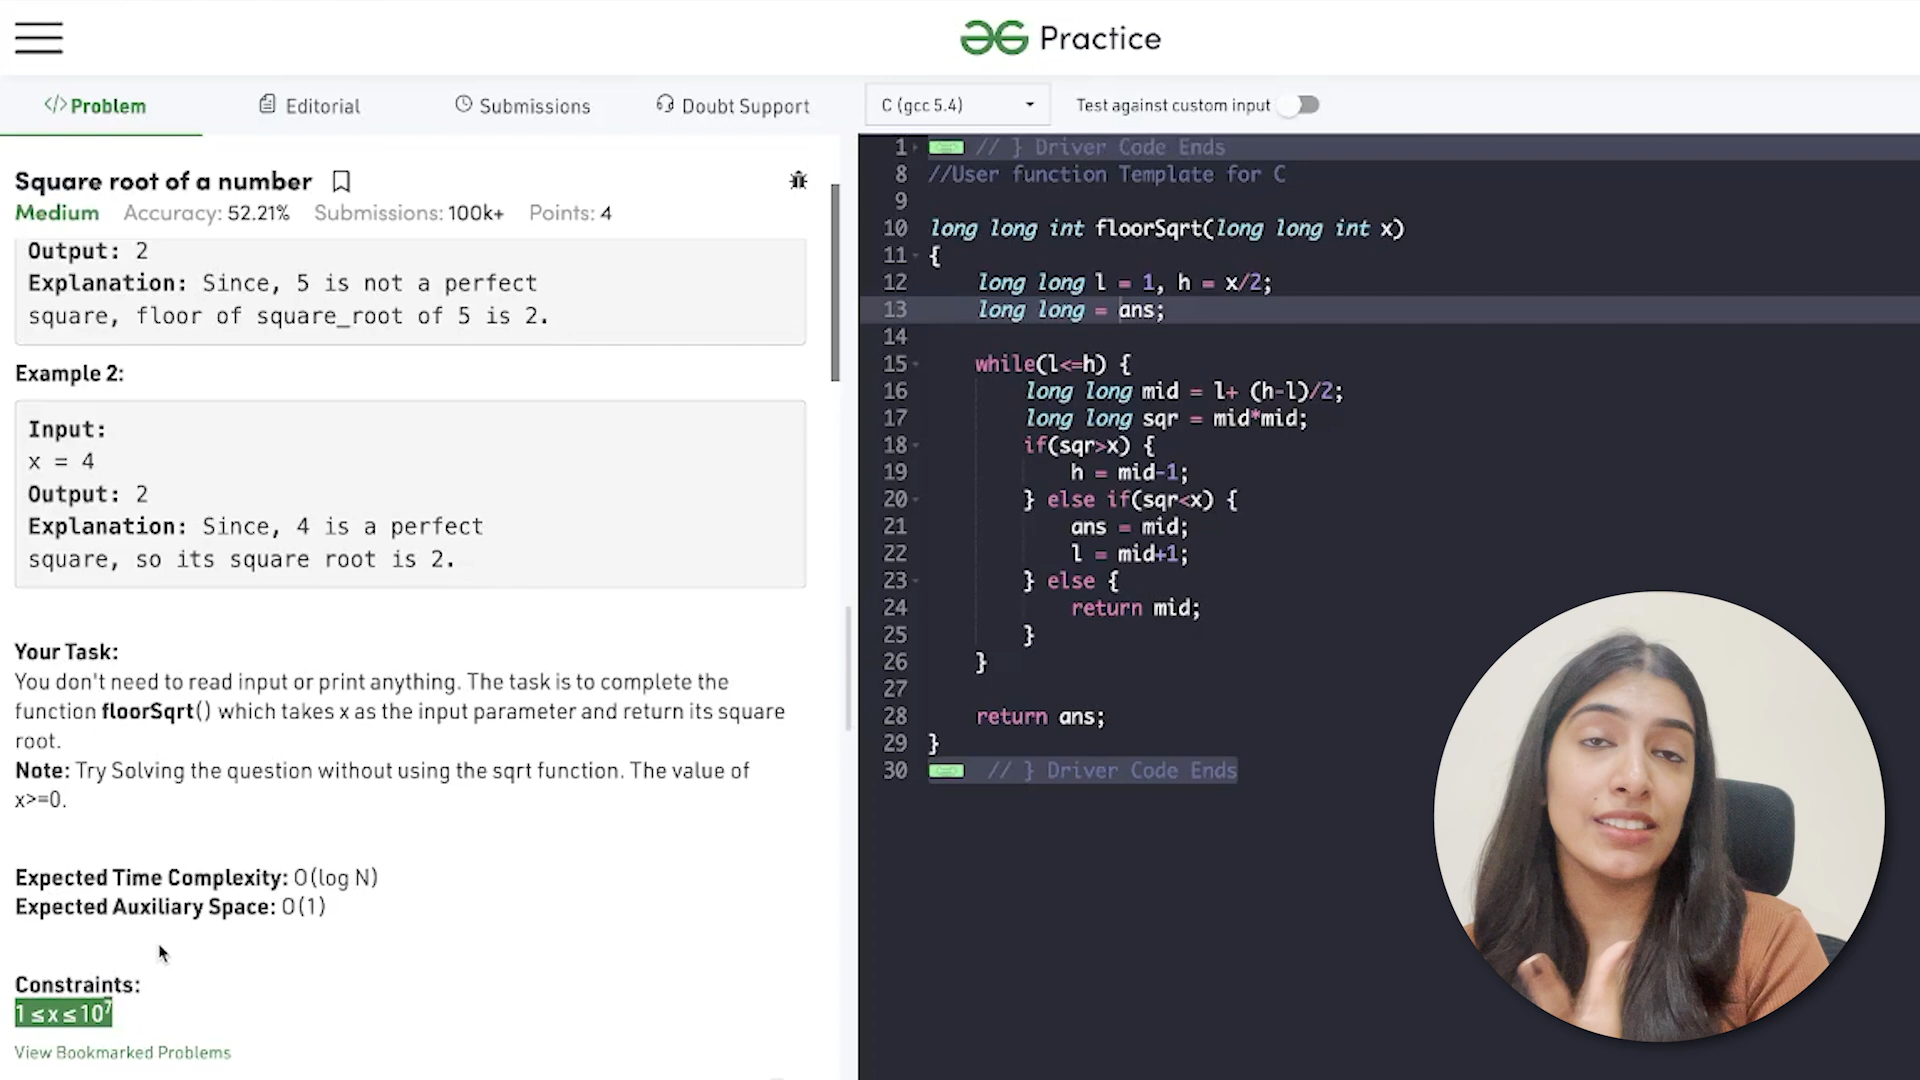 Practice
Problem
Editorial
Submissions
Doubt Support
C (gcc 5.4)
Test against custom input
Square root of a number
Medium Accuracy: 52.21% Submissions: 100k+ Points: 4
Output: 2
Explanation: Since, 5 is not a perfect
square, floor of square_root of 5 is 2.
Example 2:
Input:
x = 4
Output: 2
Explanation: Since, 4 is a perfect
square, so its square root is 2.
Your Task:
You don't need to read input or print anything. The task is to complete the
function floorSqrt() which takes x as the input parameter and return its square
root.
Note: Try Solving the question without using the sqrt function. The value of
x>=0.
Expected Time Complexity: O(log N)
Expected Auxiliary Space: O(1)
Constraints:
1 ≤ x ≤ 10⁷
View Bookmarked Problems
1 // } Driver Code Ends
8 //User function Template for C
9
10 long long int floorSqrt(long long int x)
11 {
12 long long l = 1, h = x/2;
13 long long = ans;
14
15 while(l<=h) {
16 long long mid = l+ (h-l)/2;
17 long long sqr = mid*mid;
18 if(sqr>x) {
19 h = mid-1;
20 } else if(sqr<x) {
21 ans = mid;
22 l = mid+1;
23 } else {
24 return mid;
25 }
26 }
27
28 return ans;
29 }
30 // } Driver Code Ends